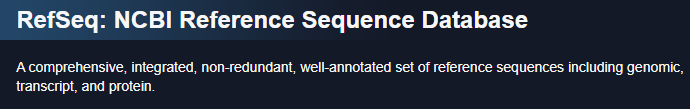 RefSeq: NCBI Reference Sequence Database
A comprehensive, integrated, non-redundant, well-annotated set of reference sequences including genomic,
transcript, and protein.